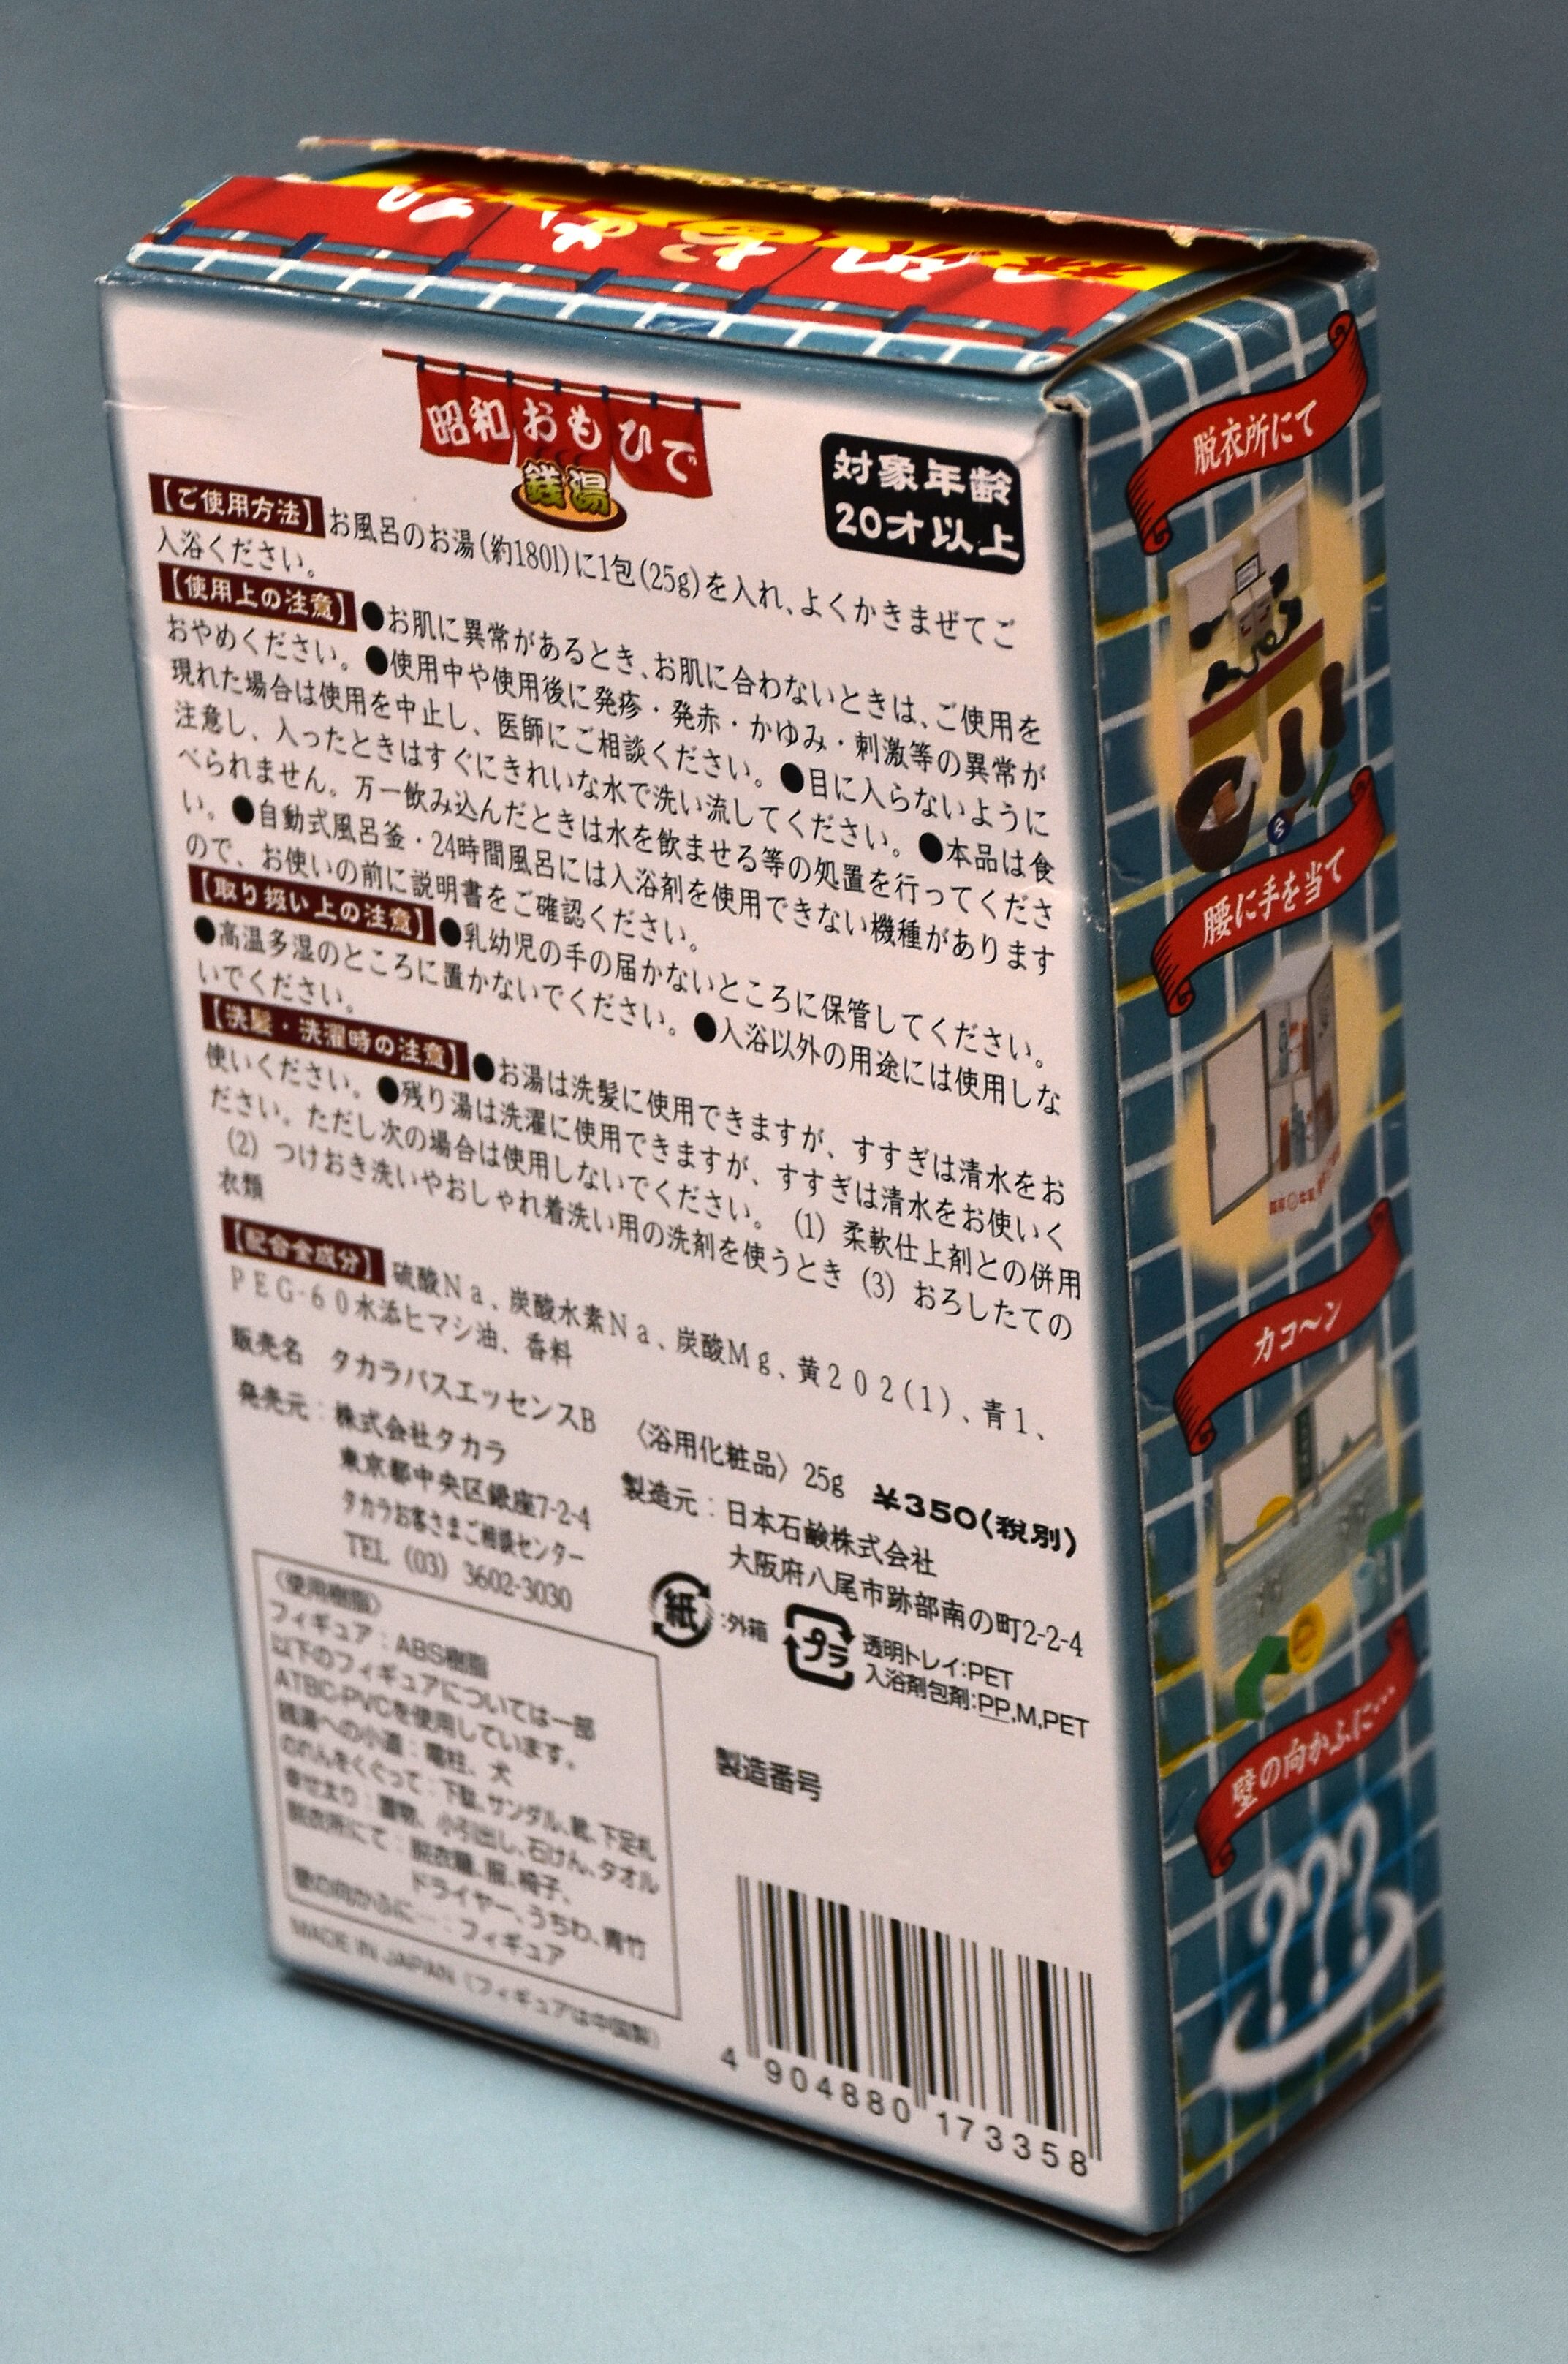 昭和おもひで
銭湯
対象年齢
20才以上
【ご使用方法】お風呂のお湯(約180l)に1包(25g)を入れ、よくかきまぜてご
入浴ください。
【使用上の注意】●お肌に異常があるとき、お肌に合わないときは、ご使用を
おやめください。●使用中や使用後に発疹・発赤・かゆみ・刺激等の異常が
現れた場合は使用を中止し、医師にご相談ください。●目に入らないように
注意し、入ったときはすぐにきれいな水で洗い流してください。●本品は食
べられません。万一飲み込んだときは水を飲ませる等の処置を行ってくださ
い。●自動式風呂釜・24時間風呂には入浴剤を使用できない機種があります
ので、お使いの前に説明書をご確認ください。
【取り扱い上の注意】●乳幼児の手の届かないところに保管してください。
●高温多湿のところに置かないでください。●入浴以外の用途には使用しな
いでください。
【洗髪・洗濯時の注意】●お湯は洗髪に使用できますが、すすぎは清水をお
使いください。●残り湯は洗濯に使用できますが、すすぎは清水をお使いく
ださい。ただし次の場合は使用しないでください。(1)柔軟仕上剤との併用
(2)つけおき洗いやおしゃれ着洗い用の洗剤を使うとき(3)おろしたての
衣類
【配合全成分】硫酸Na、炭酸水素Na、炭酸Mg、黄202(1)、青1、
PEG-60水添ヒマシ油、香料
販売名 タカラバスエッセンスB 〈浴用化粧品〉25g ¥350(税別)
発売元:株式会社タカラ
東京都中央区銀座7-2-4
タカラお客さまご相談センター
TEL (03) 3602-3030
製造元:日本石鹸株式会社
大阪府八尾市跡部南の町2-2-4
紙:外箱
プラ 透明トレイ:PET
入浴剤包剤:PP,M,PET
製造番号
〈使用樹脂〉
フィギュア:ABS樹脂
以下のフィギュアについては一部
ATBC-PVCを使用しています。
銭湯への小道:電柱、犬
のれんをくぐって:下駄、サンダル、靴、下足札
幸せ太り:置物、小引出し、石けん、タオル
脱衣所にて:脱衣籠、服、椅子、
ドライヤー、うちわ、青竹
壁の向かふに…:フィギュア
MADE IN JAPAN (フィギュアは中国製)
4 904880 173358
脱衣所にて
腰に手を当て
カコ〜ン
壁の向かふに…
???